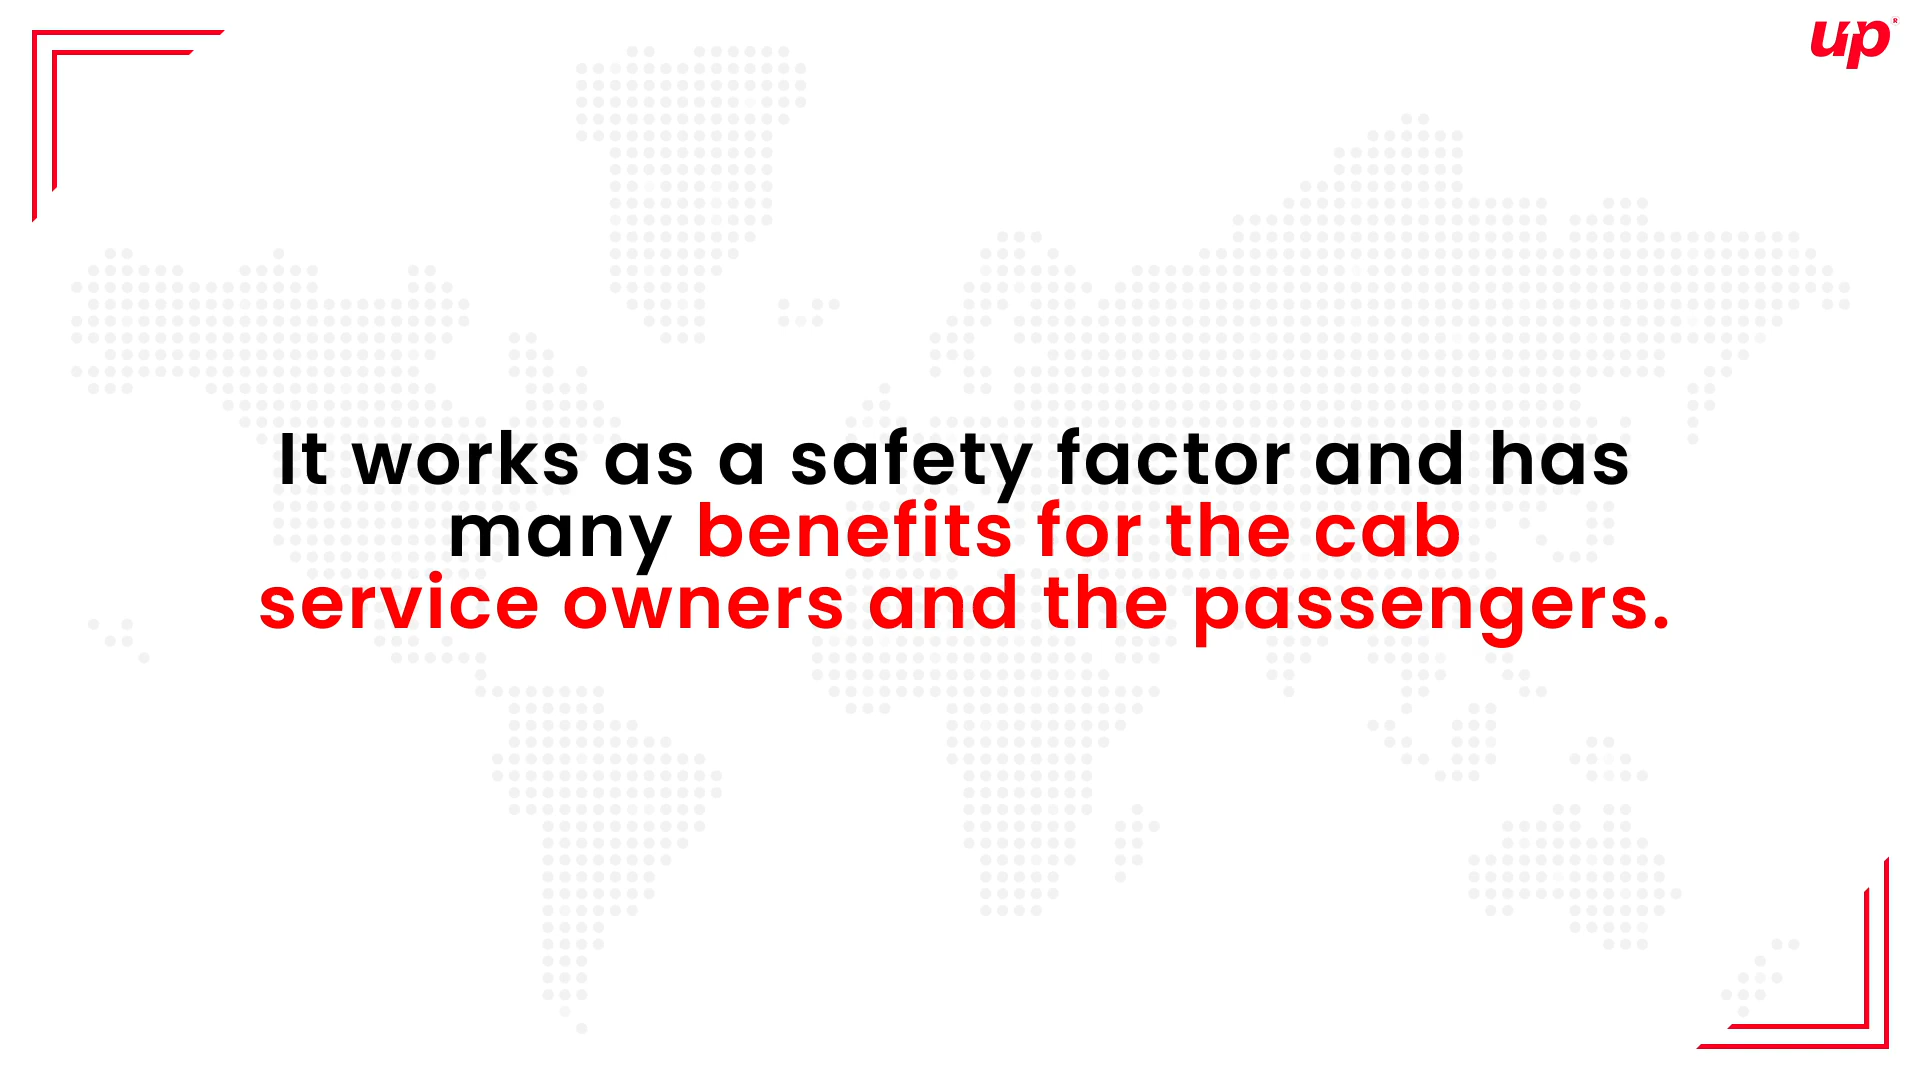 up
It works as a safety factor and has
many benefits for the cab
service owners and the passengers.